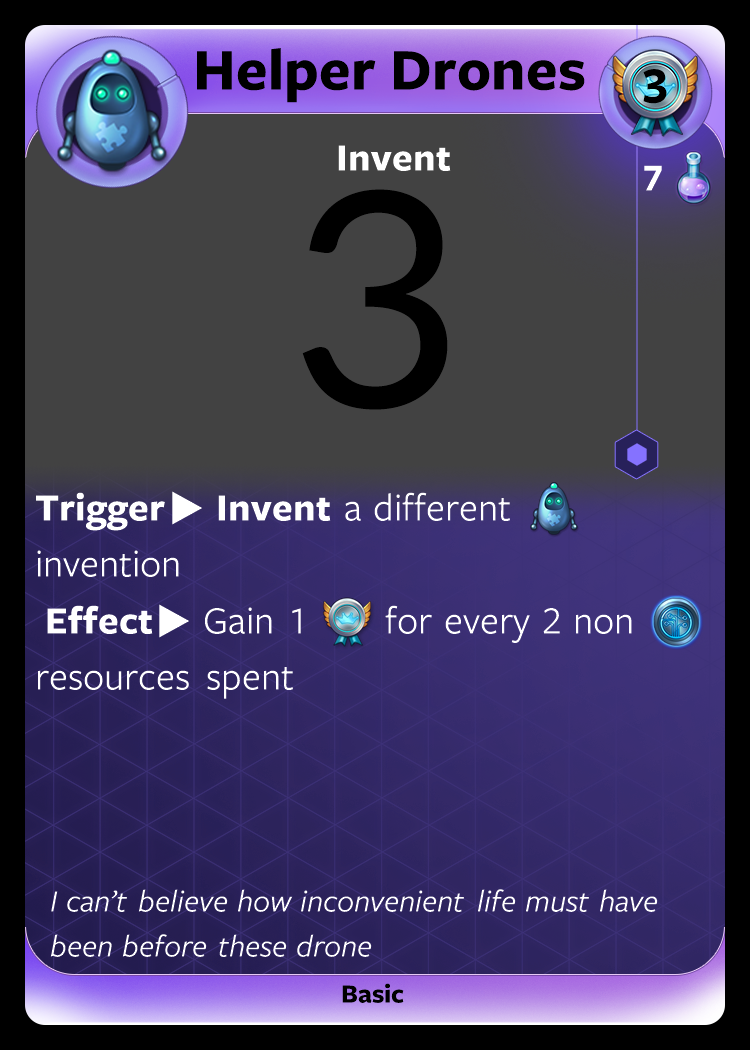 Helper Drones
3
Invent
7
3
Trigger▶ Invent a different
invention
Effect▶ Gain 1 for every 2 non
resources spent
I can't believe how inconvenient life must have
been before these drone
Basic